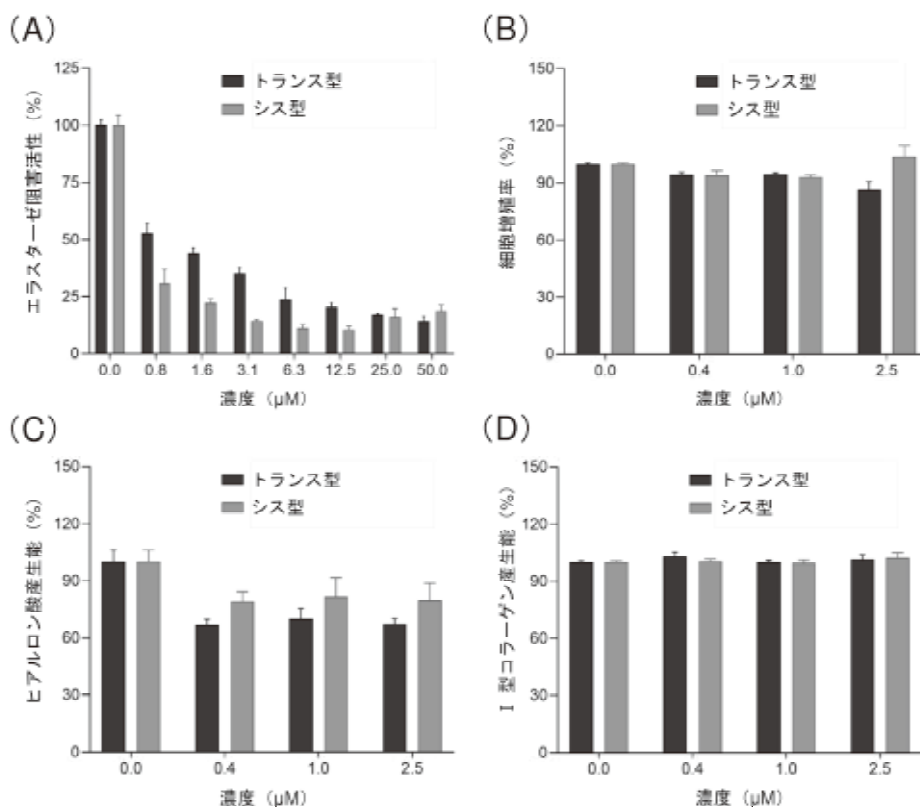 (A)
125
100
75
50
25
0
エラスターゼ阻害活性 (%)
トランス型
シス型
0.0 0.8 1.6 3.1 6.3 12.5 25.0 50.0
濃度 (μM)
(B)
150
120
90
60
30
0
細胞増殖率 (%)
トランス型
シス型
0.0 0.4 1.0 2.5
濃度 (μM)
(C)
150
120
90
60
30
0
ヒアルロン酸産生能 (%)
トランス型
シス型
0.0 0.4 1.0 2.5
濃度 (μM)
(D)
150
120
90
60
30
0
I 型コラーゲン産生能 (%)
トランス型
シス型
0.0 0.4 1.0 2.5
濃度 (μM)